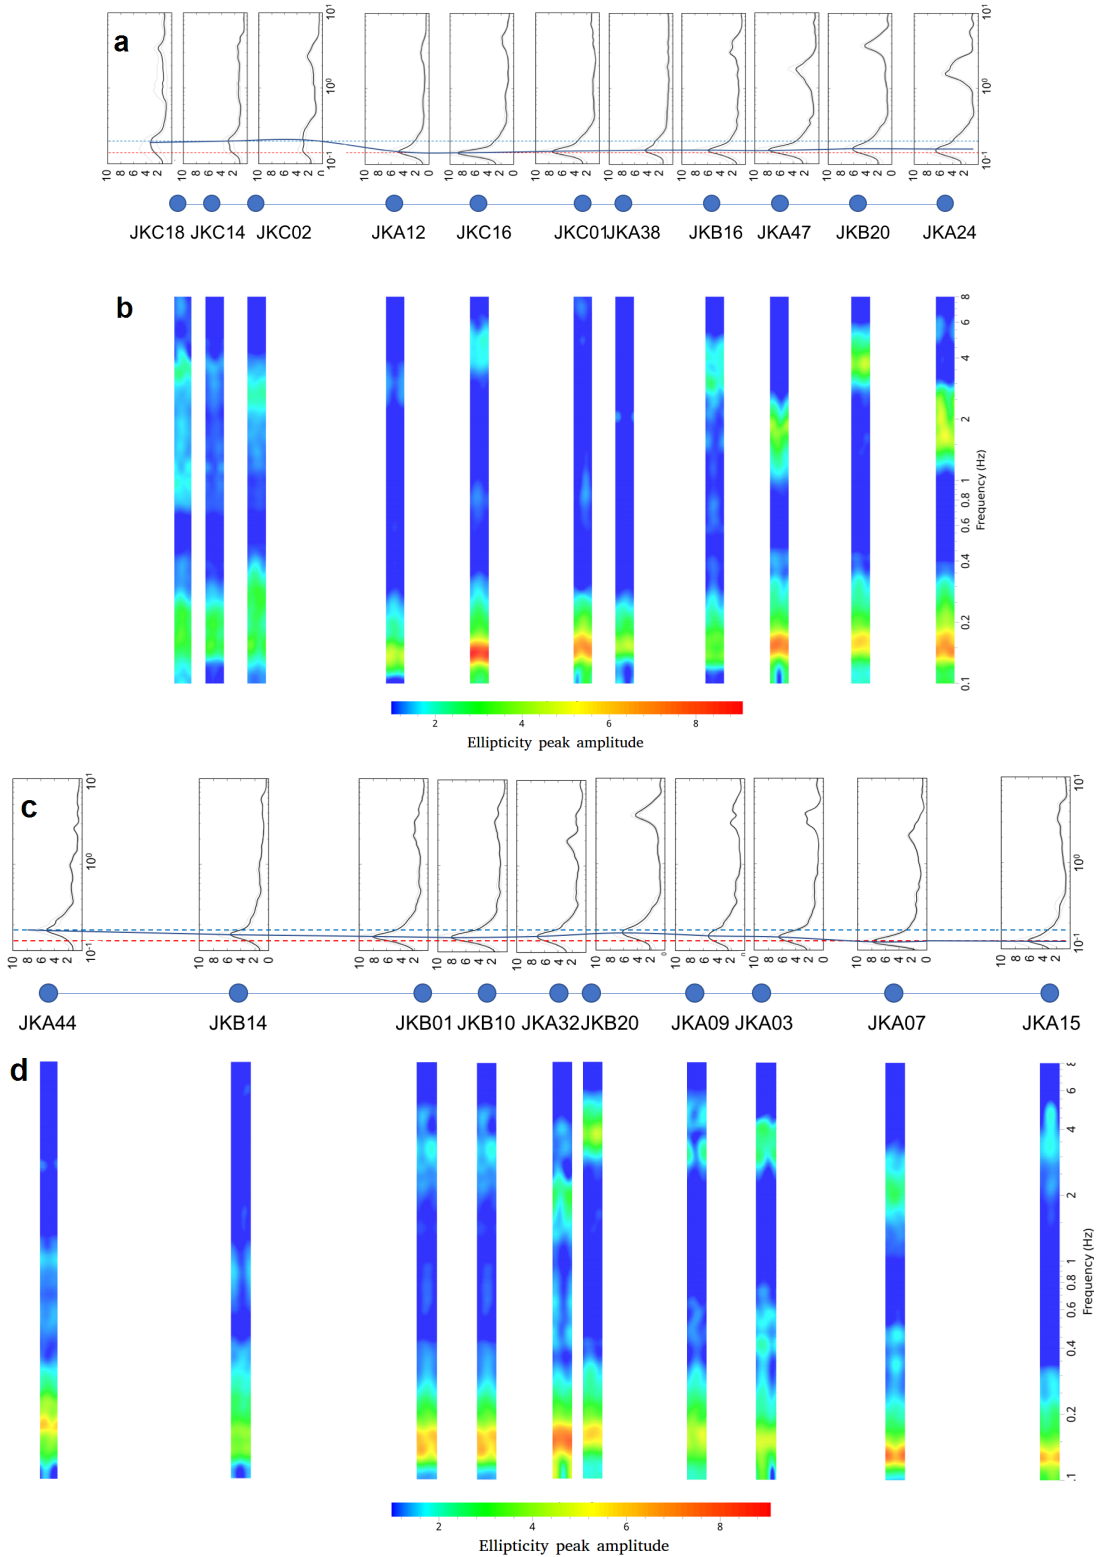 a
10¹
10⁰
10⁻¹
10 8 6 4 2
10 8 6 4 2
10 8 6 4 2 0
10 8 6 4 2 0
10 8 6 4 2 0
10 8 6 4 2
10 8 6 4 2
10 8 6 4 2
10 8 6 4 2
10 8 6 4 2 0
10 8 6 4 2
JKC18 JKC14 JKC02 JKA12 JKC16 JKC01 JKA38 JKB16 JKA47 JKB20 JKA24
b
8
6
4
2
1
0.8
0.6
0.4
0.2
0.1
Frequency (Hz)
2 4 6 8
Ellipticity peak amplitude
c
10¹
10⁰
10⁻¹
10 8 6 4 2
10 8 6 4 2 0
10 8 6 4 2
10 8 6 4 2
10 8 6 4 2
10 8 6 4 2 0
10 8 6 4 2 0
10 8 6 4 2 0
10 8 6 4 2 0
10 8 6 4 2
10¹
10⁰
10⁻¹
JKA44 JKB14 JKB01 JKB10 JKA32 JKB20 JKA09 JKA03 JKA07 JKA15
d
6
4
2
1
0.8
0.6
0.4
0.2
.1
Frequency (Hz)
2 4 6 8
Ellipticity peak amplitude